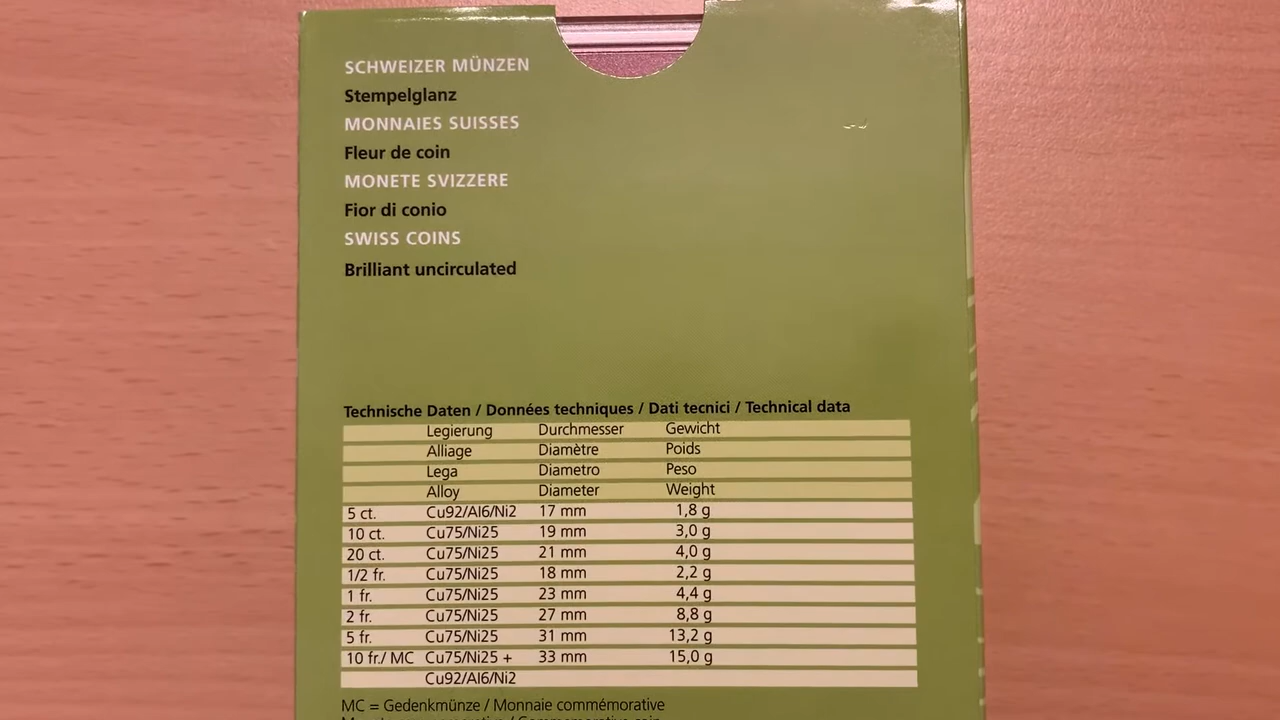 SCHWEIZER MÜNZEN
Stempelglanz
MONNAIES SUISSES
Fleur de coin
MONETE SVIZZERE
Fior di conio
SWISS COINS
Brilliant uncirculated
Technische Daten / Données techniques / Dati tecnici / Technical data
Legierung Durchmesser Gewicht
Alliage Diamètre Poids
Lega Diametro Peso
Alloy Diameter Weight
5 ct. Cu92/Al6/Ni2 17 mm 1,8 g
10 ct. Cu75/Ni25 19 mm 3,0 g
20 ct. Cu75/Ni25 21 mm 4,0 g
1/2 fr. Cu75/Ni25 18 mm 2,2 g
1 fr. Cu75/Ni25 23 mm 4,4 g
2 fr. Cu75/Ni25 27 mm 8,8 g
5 fr. Cu75/Ni25 31 mm 13,2 g
10 fr./ MC Cu75/Ni25 + 33 mm 15,0 g
Cu92/Al6/Ni2
MC = Gedenkmünze / Monnaie commémorative